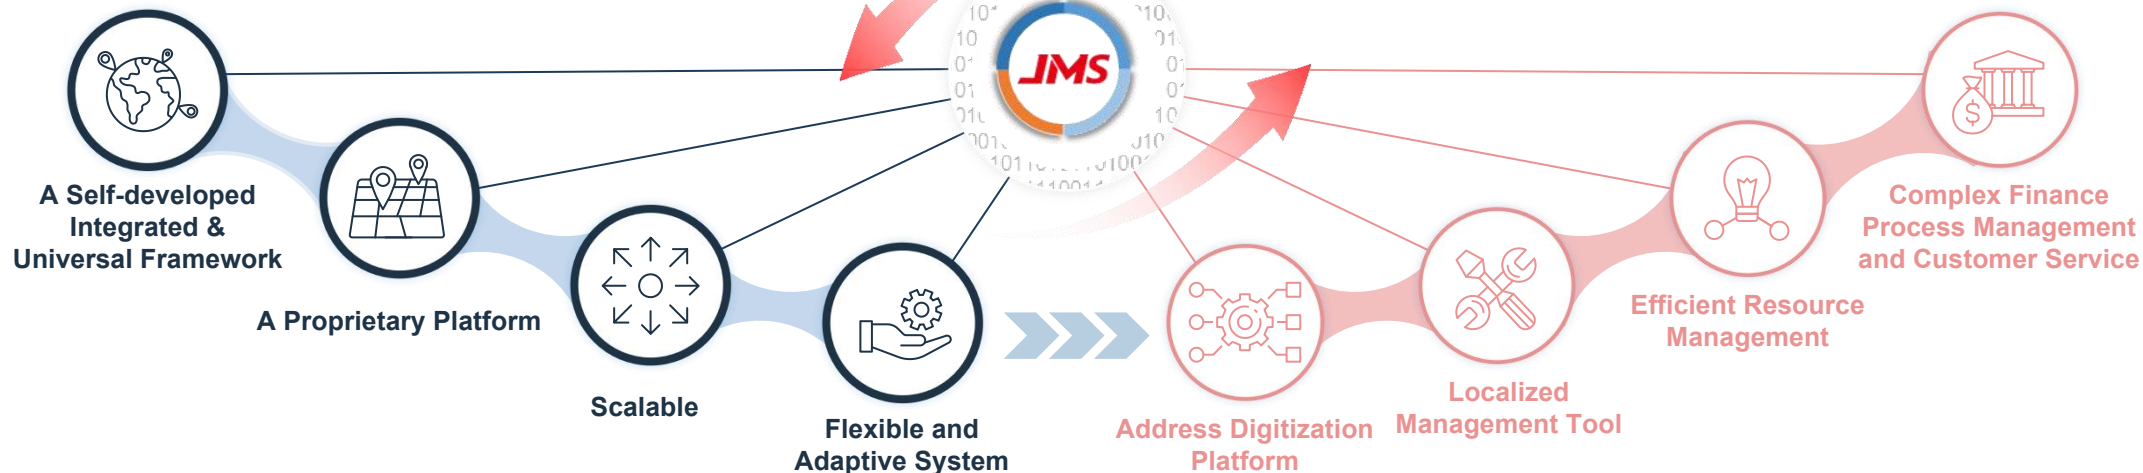 JMS
A Self-developed
Integrated &
Universal Framework
A Proprietary Platform
Scalable
Flexible and
Adaptive System
Address Digitization
Platform
Localized
Management Tool
Efficient Resource
Management
Complex Finance
Process Management
and Customer Service
$